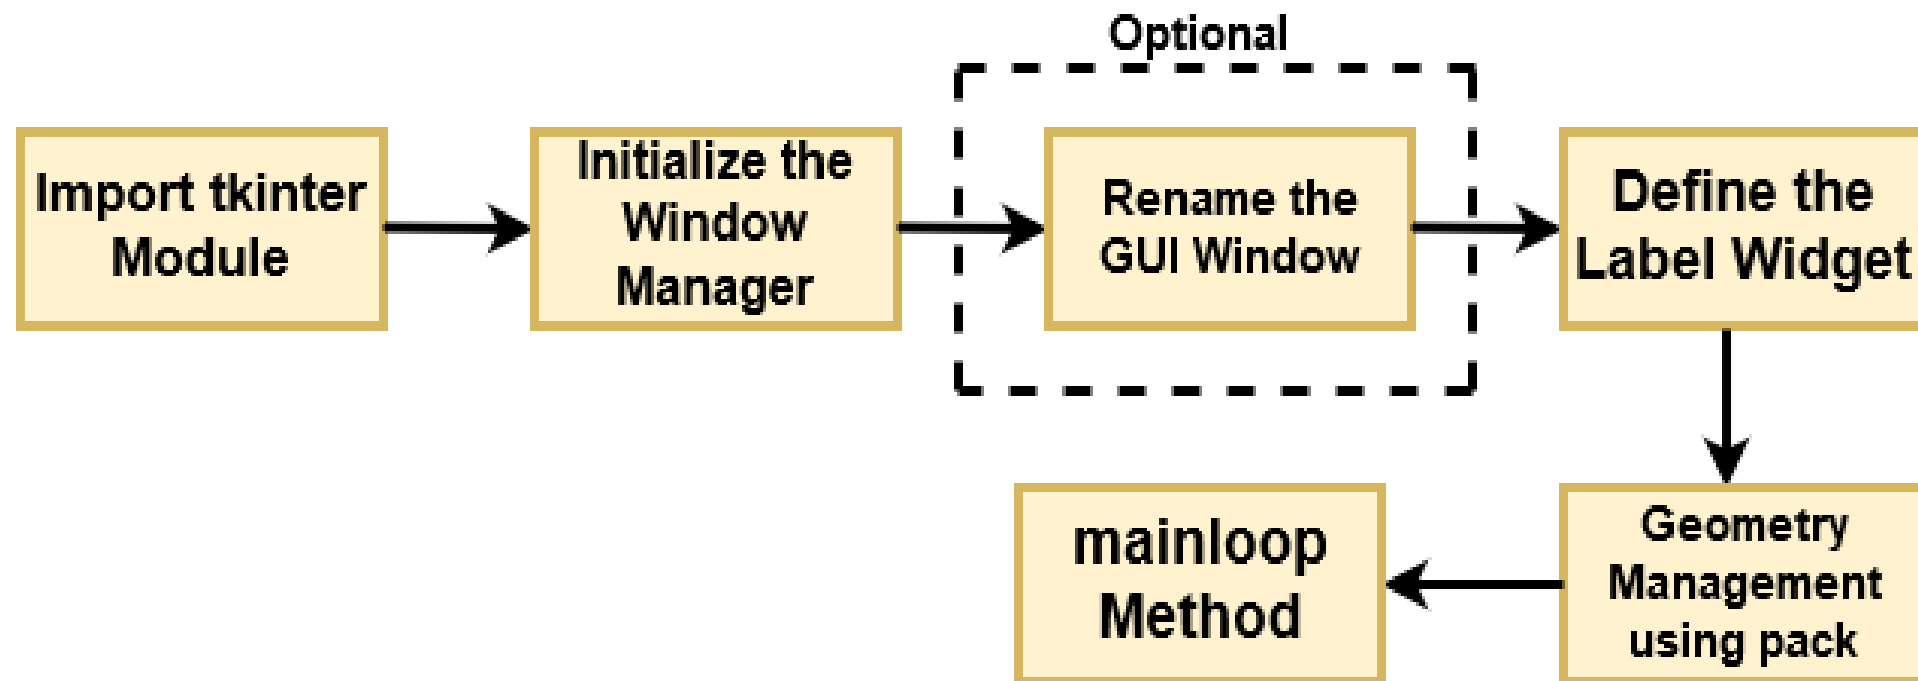 Optional
Import tkinter
Module
Initialize the
Window
Manager
Rename the
GUI Window
Define the
Label Widget
Geometry
Management
using pack
mainloop
Method